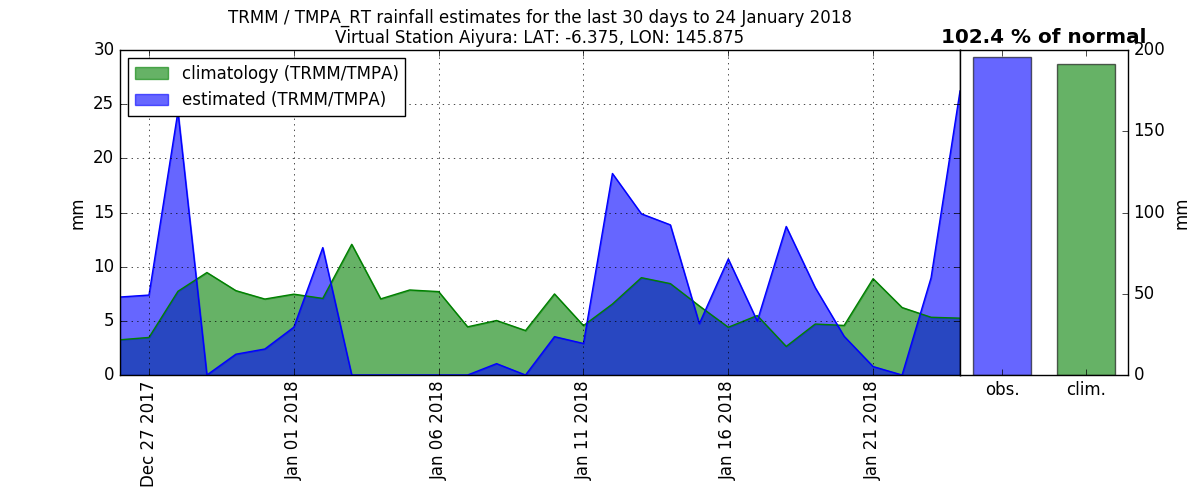 TRMM / TMPA_RT rainfall estimates for the last 30 days to 24 January 2018
Virtual Station Aiyura: LAT: -6.375, LON: 145.875
102.4 % of normal
climatology (TRMM/TMPA)
estimated (TRMM/TMPA)
30
25
20
15
10
5
0
mm
Dec 27 2017
Jan 01 2018
Jan 06 2018
Jan 11 2018
Jan 16 2018
Jan 21 2018
obs.
clim.
200
150
100
50
0
mm